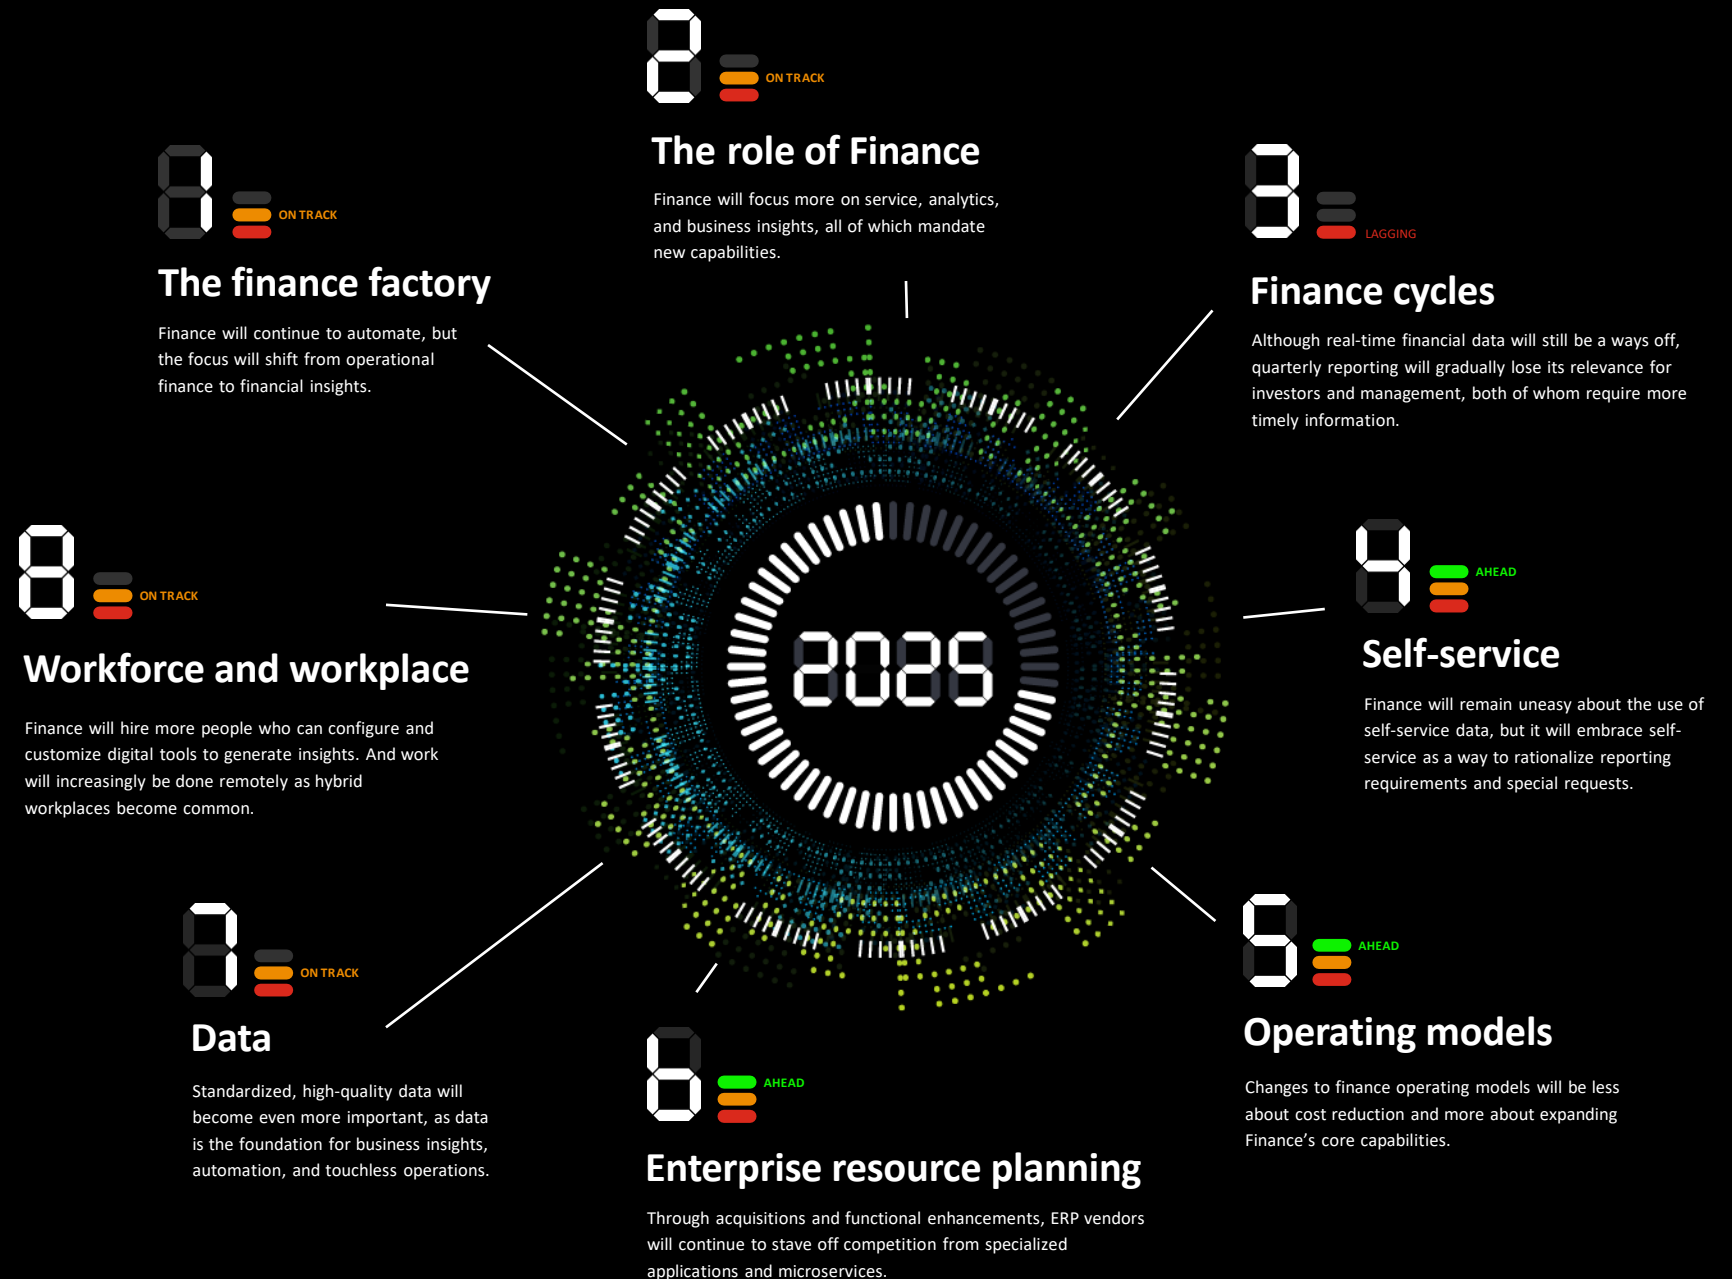 1
ON TRACK
The finance factory
Finance will continue to automate, but
the focus will shift from operational
finance to financial insights.
2
ON TRACK
The role of Finance
Finance will focus more on service, analytics,
and business insights, all of which mandate
new capabilities.
3
LAGGING
Finance cycles
Although real-time financial data will still be a ways off,
quarterly reporting will gradually lose its relevance for
investors and management, both of whom require more
timely information.
4
AHEAD
Self-service
Finance will remain uneasy about the use of
self-service data, but it will embrace self-
service as a way to rationalize reporting
requirements and special requests.
5
AHEAD
Operating models
Changes to finance operating models will be less
about cost reduction and more about expanding
Finance’s core capabilities.
6
AHEAD
Enterprise resource planning
Through acquisitions and functional enhancements, ERP vendors
will continue to stave off competition from specialized
applications and microservices.
7
ON TRACK
Data
Standardized, high-quality data will
become even more important, as data
is the foundation for business insights,
automation, and touchless operations.
8
ON TRACK
Workforce and workplace
Finance will hire more people who can configure and
customize digital tools to generate insights. And work
will increasingly be done remotely as hybrid
workplaces become common.
2025